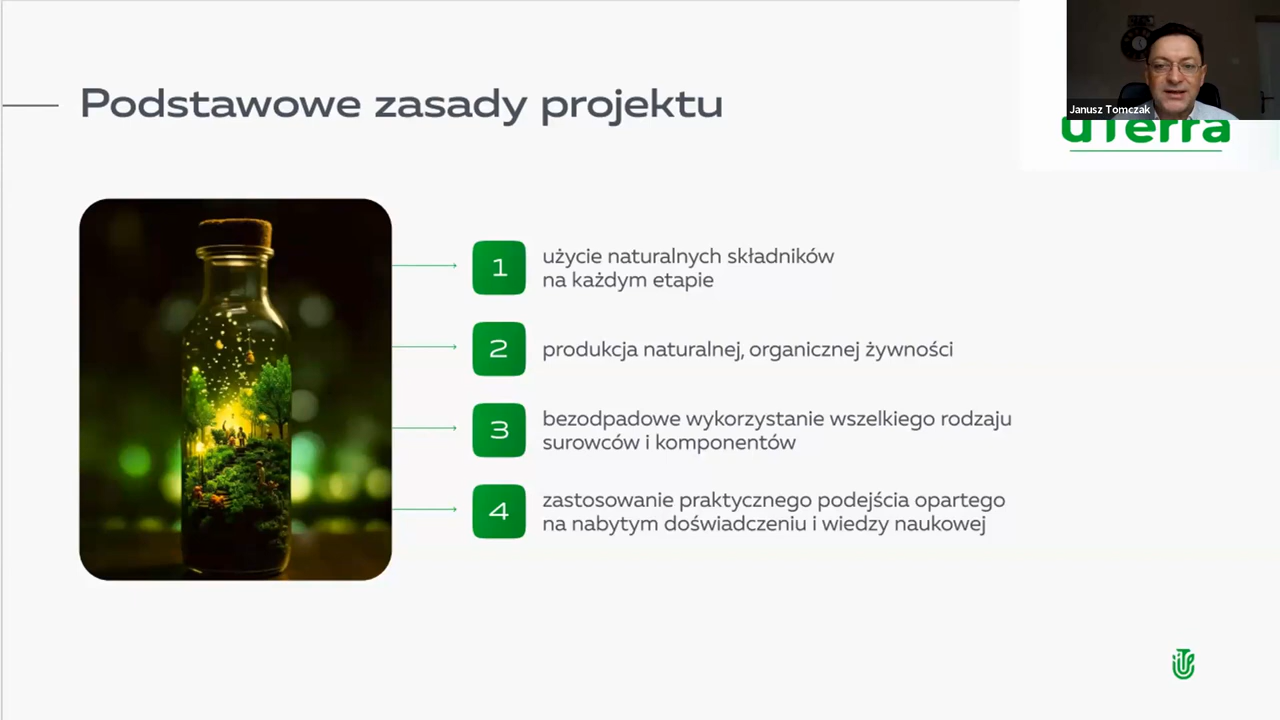 Podstawowe zasady projektu
Janusz Tomczak
uTerra
1
użycie naturalnych składników
na każdym etapie
2
produkcja naturalnej, organicznej żywności
3
bezodpadowe wykorzystanie wszelkiego rodzaju
surowców i komponentów
4
zastosowanie praktycznego podejścia opartego
na nabytym doświadczeniu i wiedzy naukowej